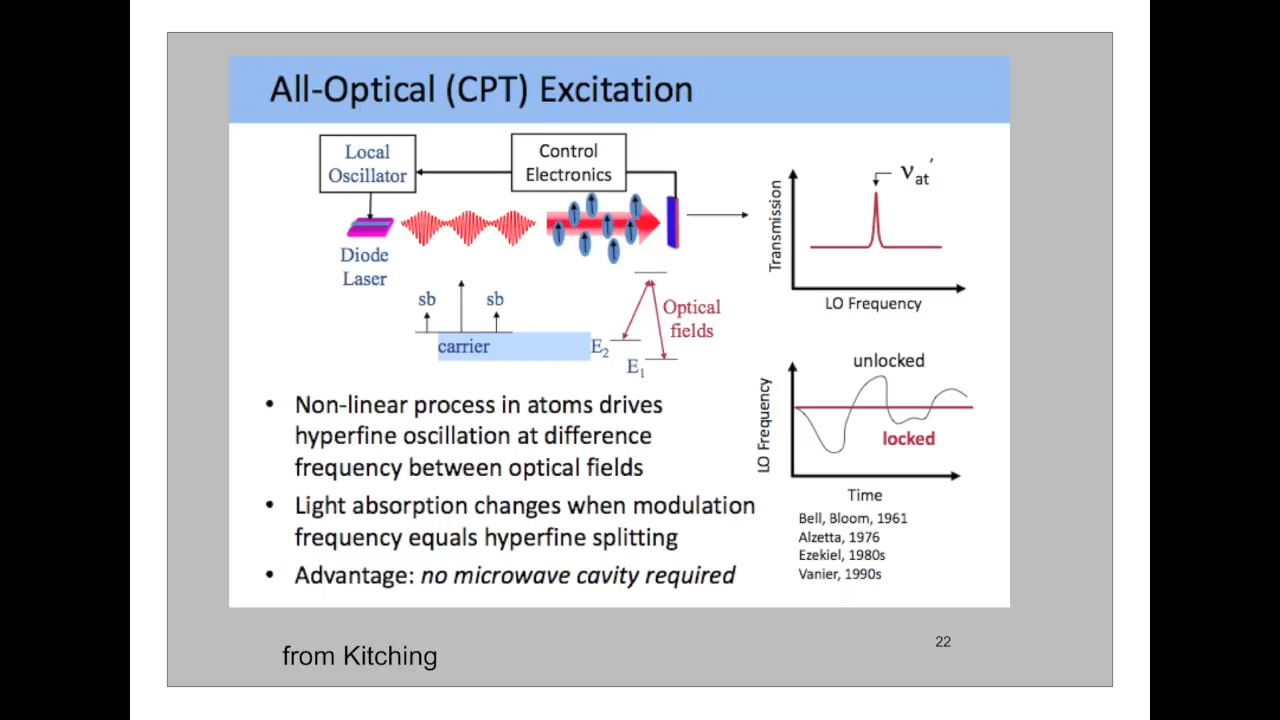 All-Optical (CPT) Excitation
Local
Oscillator
Control
Electronics
Diode
Laser
sb
sb
carrier
E2
E1
Optical
fields
νat′
Transmission
LO Frequency
unlocked
locked
LO Frequency
Time
• Non-linear process in atoms drives
hyperfine oscillation at difference
frequency between optical fields
• Light absorption changes when modulation
frequency equals hyperfine splitting
• Advantage: no microwave cavity required
Bell, Bloom, 1961
Alzetta, 1976
Ezekiel, 1980s
Vanier, 1990s
from Kitching
22